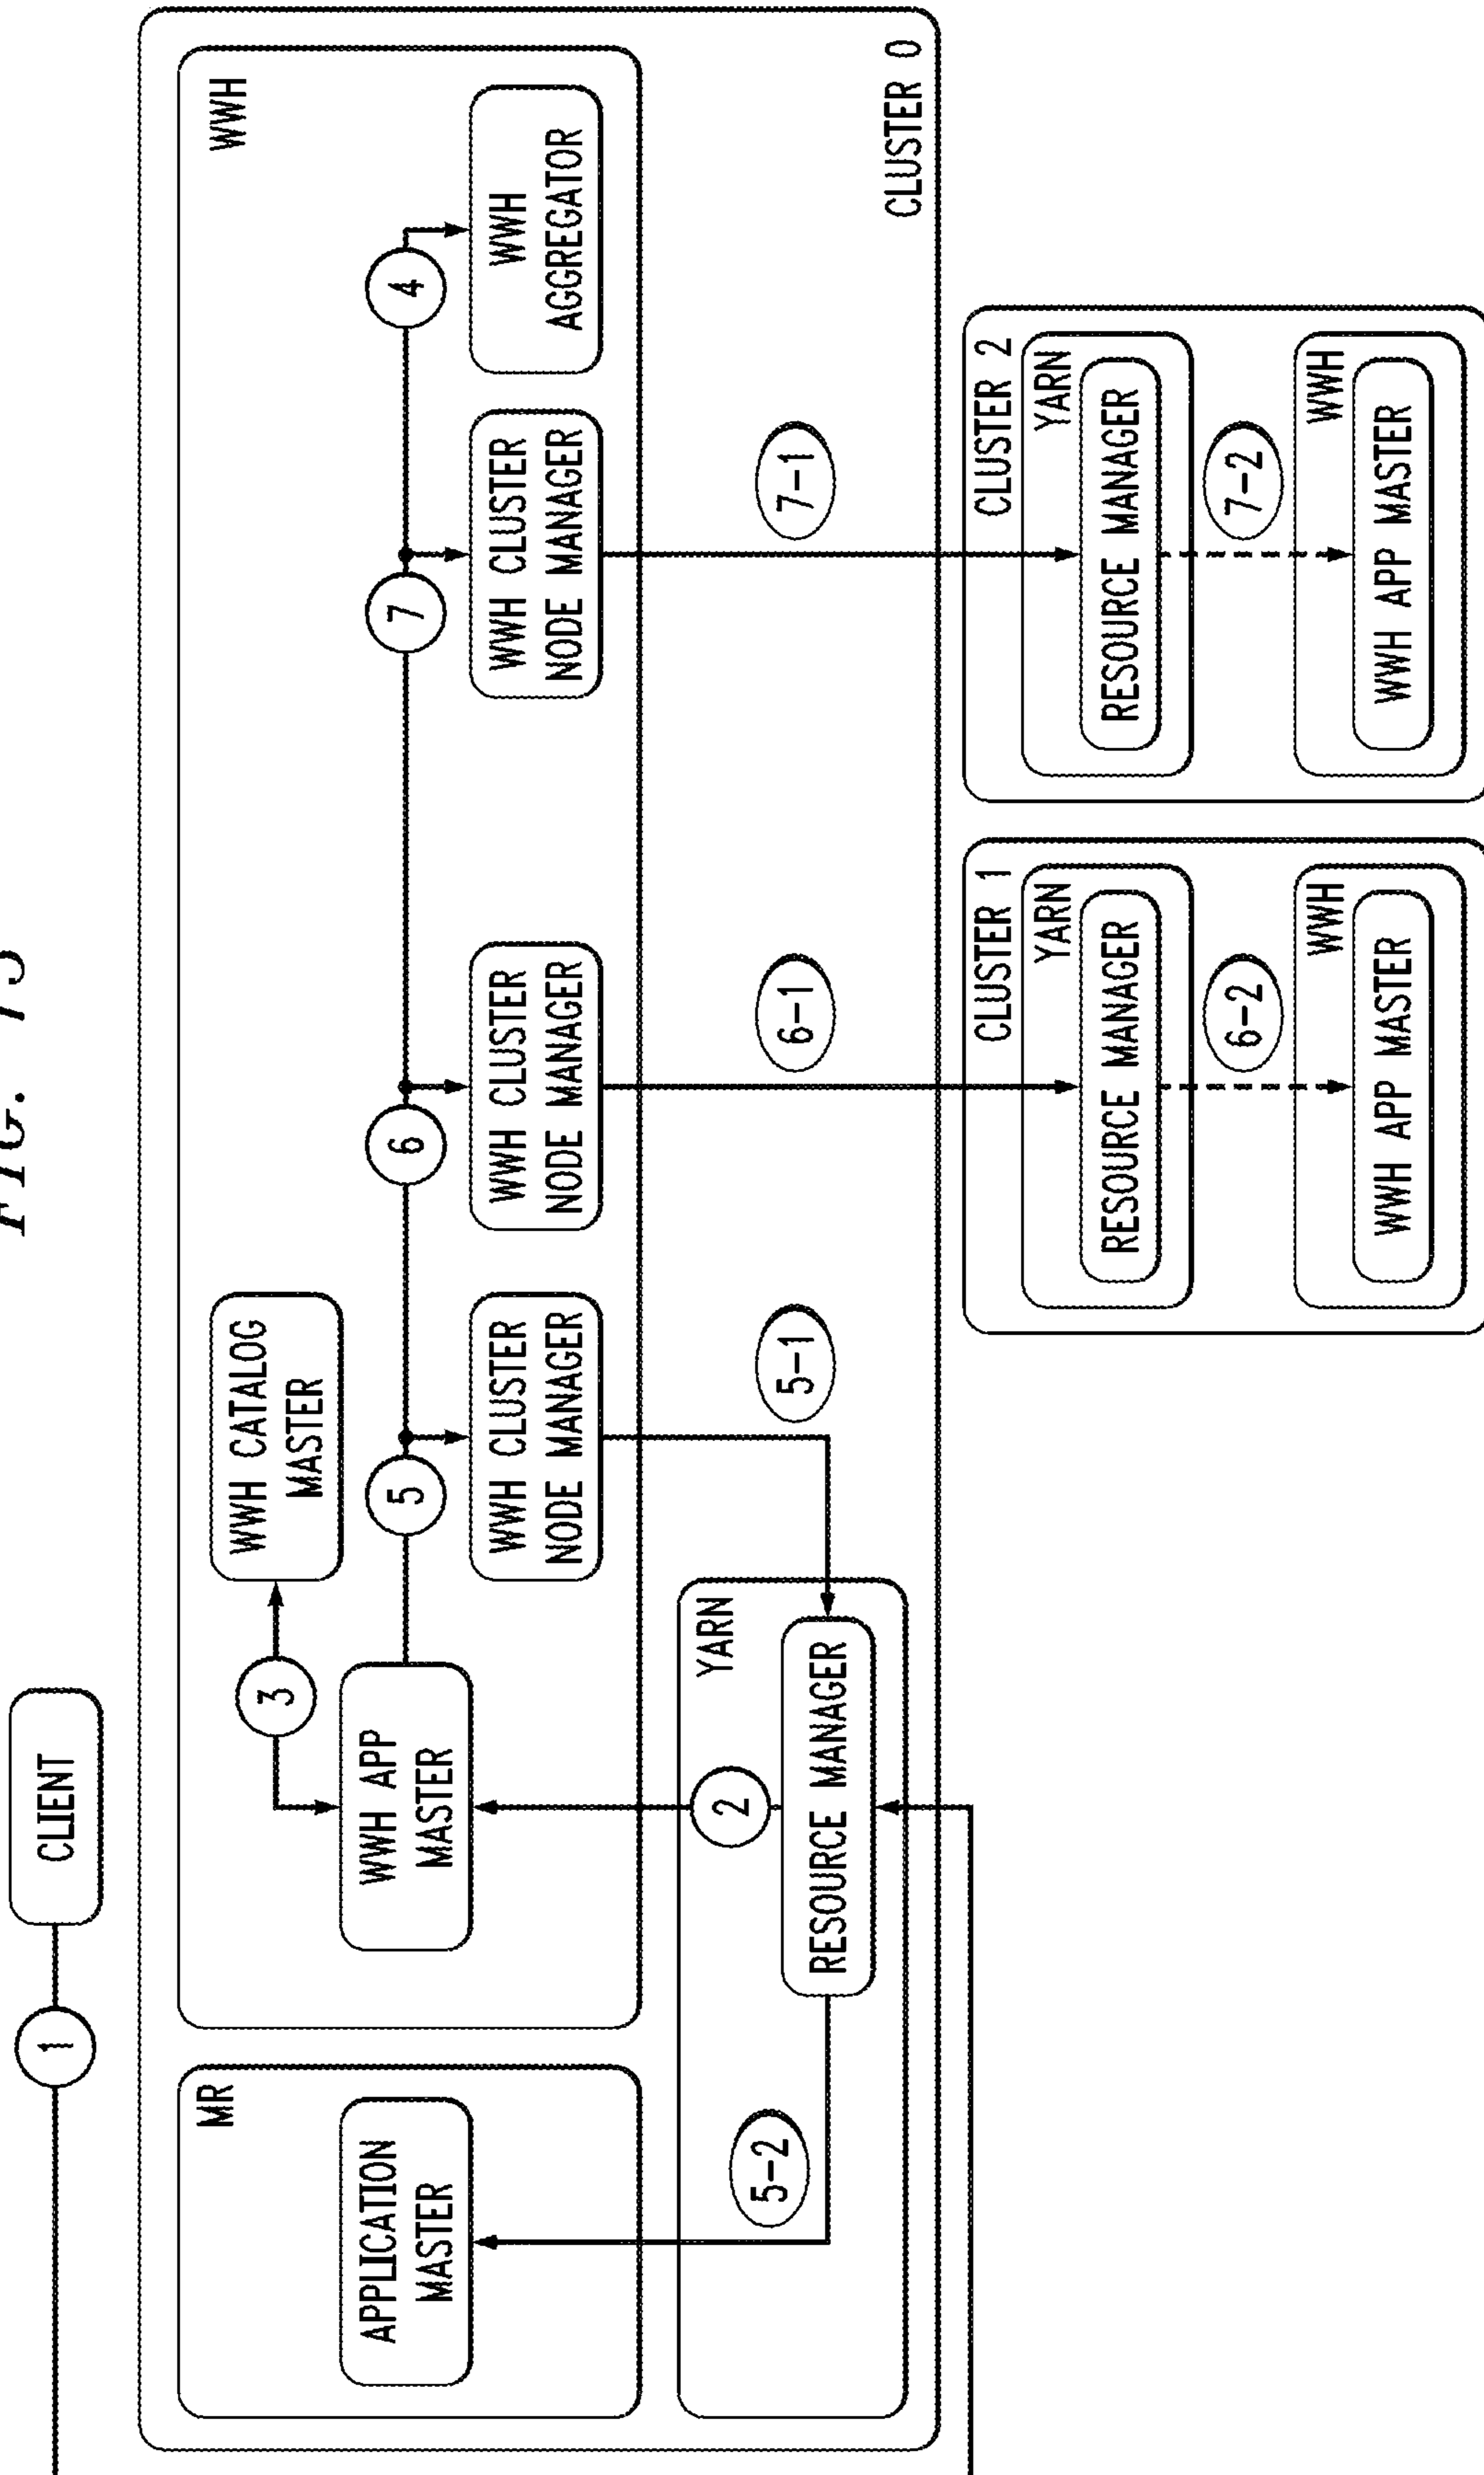 FIG.
1
CLIENT
MR
WWH
3
WWH CATALOG
MASTER
APPLICATION
MASTER
WWH APP
MASTER
5
6
7
4
WWH CLUSTER
NODE MANAGER
WWH CLUSTER
NODE MANAGER
WWH CLUSTER
NODE MANAGER
WWH
AGGREGATOR
2
YARN
5-2
RESOURCE MANAGER
5-1
6-1
7-1
CLUSTER 0
CLUSTER 1
YARN
RESOURCE MANAGER
6-2
WWH
WWH APP MASTER
CLUSTER 2
YARN
RESOURCE MANAGER
7-2
WWH
WWH APP MASTER